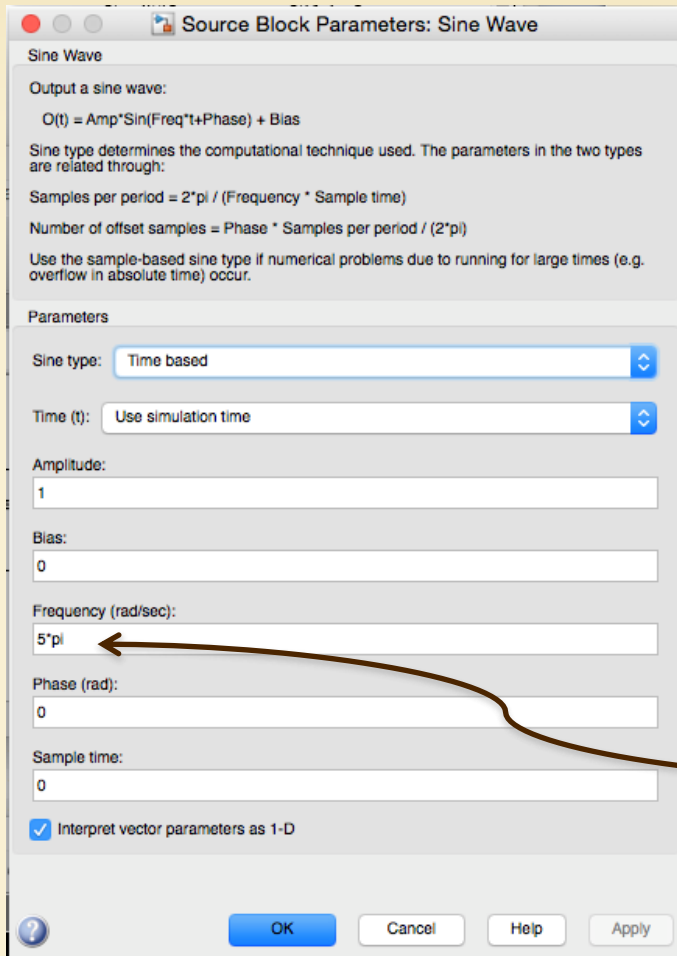 Source Block Parameters: Sine Wave
Sine Wave
Output a sine wave:
O(t) = Amp*Sin(Freq*t+Phase) + Bias
Sine type determines the computational technique used. The parameters in the two types
are related through:
Samples per period = 2*pi / (Frequency * Sample time)
Number of offset samples = Phase * Samples per period / (2*pi)
Use the sample-based sine type if numerical problems due to running for large times (e.g.
overflow in absolute time) occur.
Parameters
Sine type: Time based
Time (t): Use simulation time
Amplitude:
1
Bias:
0
Frequency (rad/sec):
5*pi
Phase (rad):
0
Sample time:
0
Interpret vector parameters as 1-D
? OK Cancel Help Apply